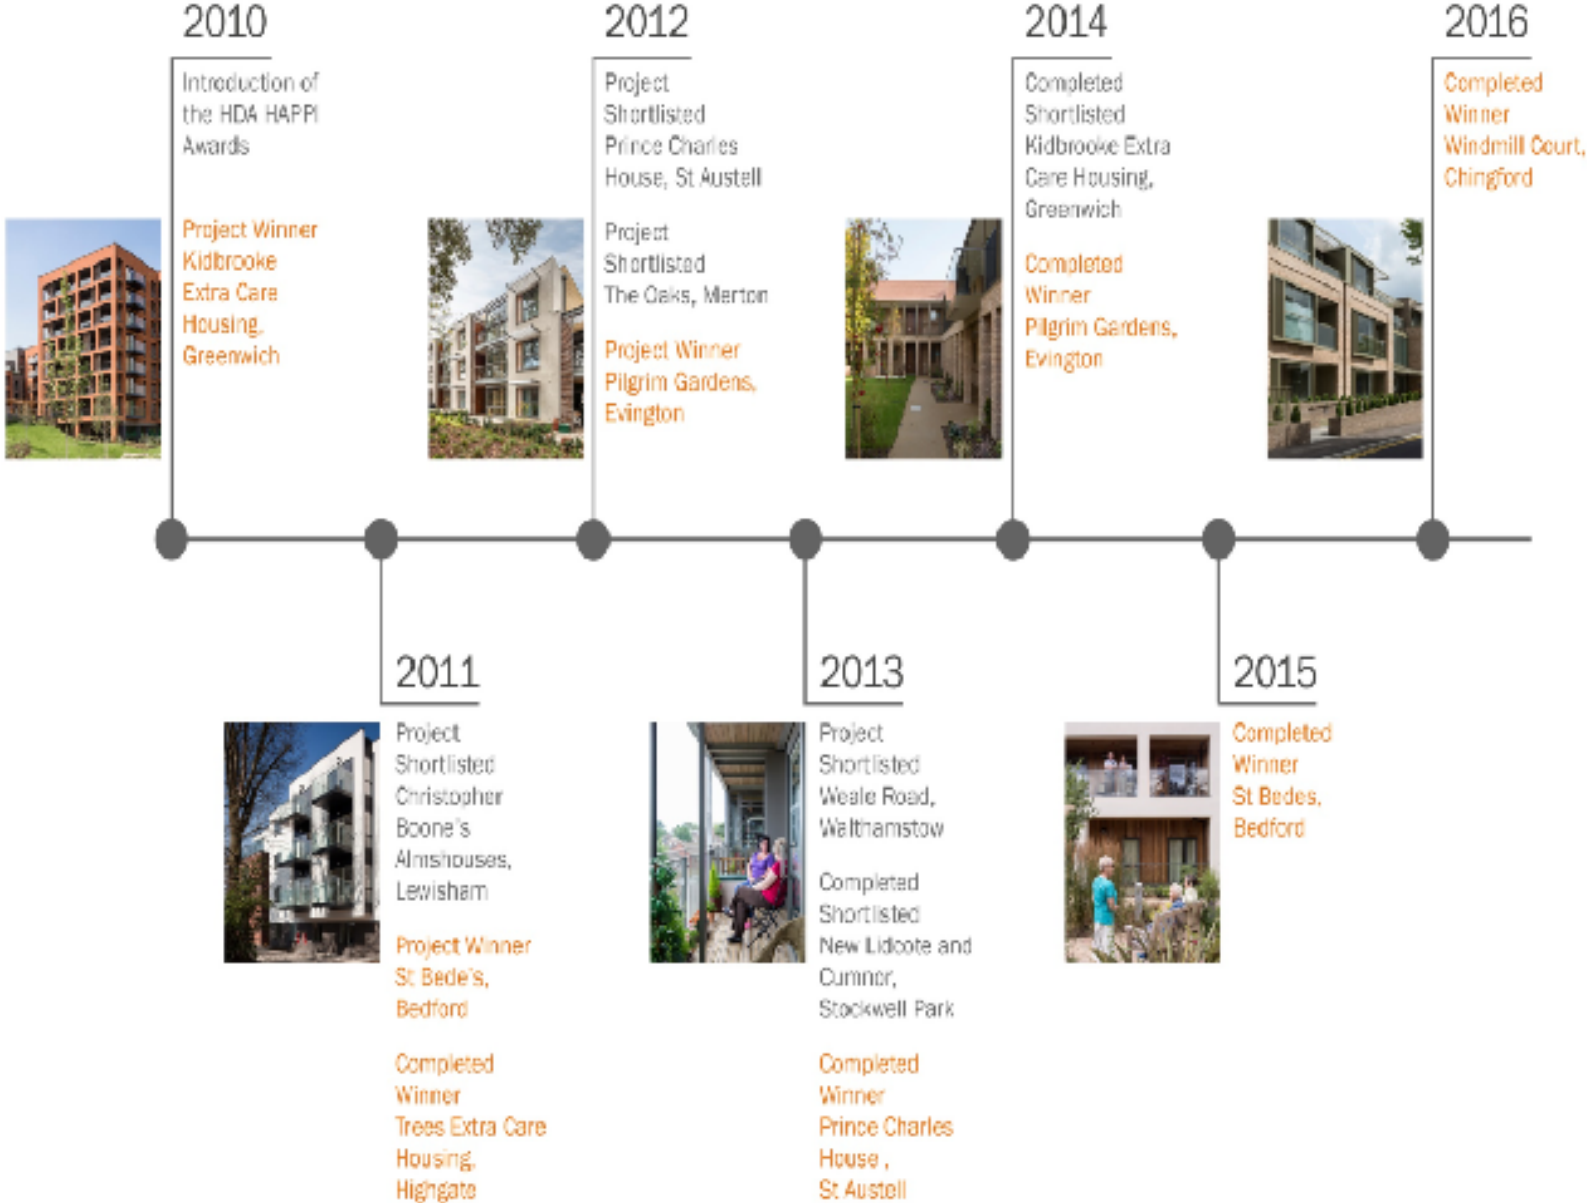 2010
Introduction of
the HDA HAPPI
Awards
Project Winner
Kidbrooke
Extra Care
Housing,
Greenwich
2012
Project
Shortlisted
Prince Charles
House, St Austell
Project
Shortlisted
The Oaks, Merton
Project Winner
Pilgrim Gardens,
Evington
2014
Completed
Shortlisted
Kidbrooke Extra
Care Housing,
Greenwich
Completed
Winner
Pilgrim Gardens,
Evington
2016
Completed
Winner
Windmill Court,
Chingford
2011
Project
Shortlisted
Christopher
Boone's
Almshouses,
Lewisham
Project Winner
St Bede's,
Bedford
Completed
Winner
Trees Extra Care
Housing,
Highgate
2013
Project
Shortlisted
Weale Road,
Walthamstow
Completed
Shortlisted
New Lidcote and
Cumnor,
Stockwell Park
Completed
Winner
Prince Charles
House ,
St Austell
2015
Completed
Winner
St Bedes,
Bedford